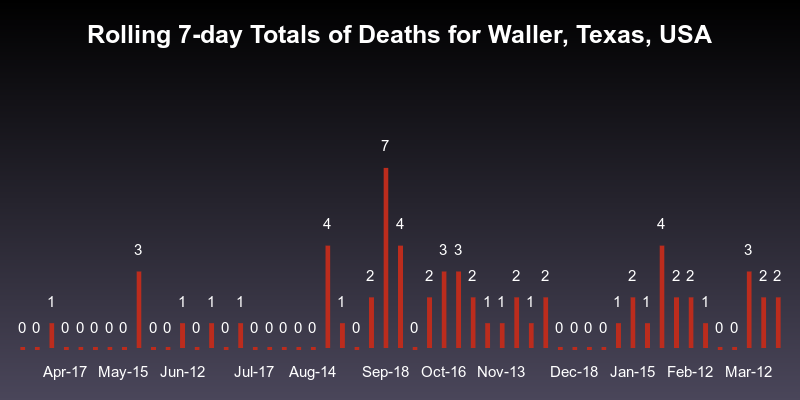 Rolling 7-day Totals of Deaths for Waller, Texas, USA
7
4 4 4
3 3 3 3
2 2 2 2 2 2 2 2 2 2
1 1 1 1 1 1 1 1 1 1 1
0 0 0 0 0 0 0 0 0 0 0 0 0 0 0 0 0 0 0 0 0 0 0 0
Apr-17 May-15 Jun-12 Jul-17 Aug-14 Sep-18 Oct-16 Nov-13 Dec-18 Jan-15 Feb-12 Mar-12